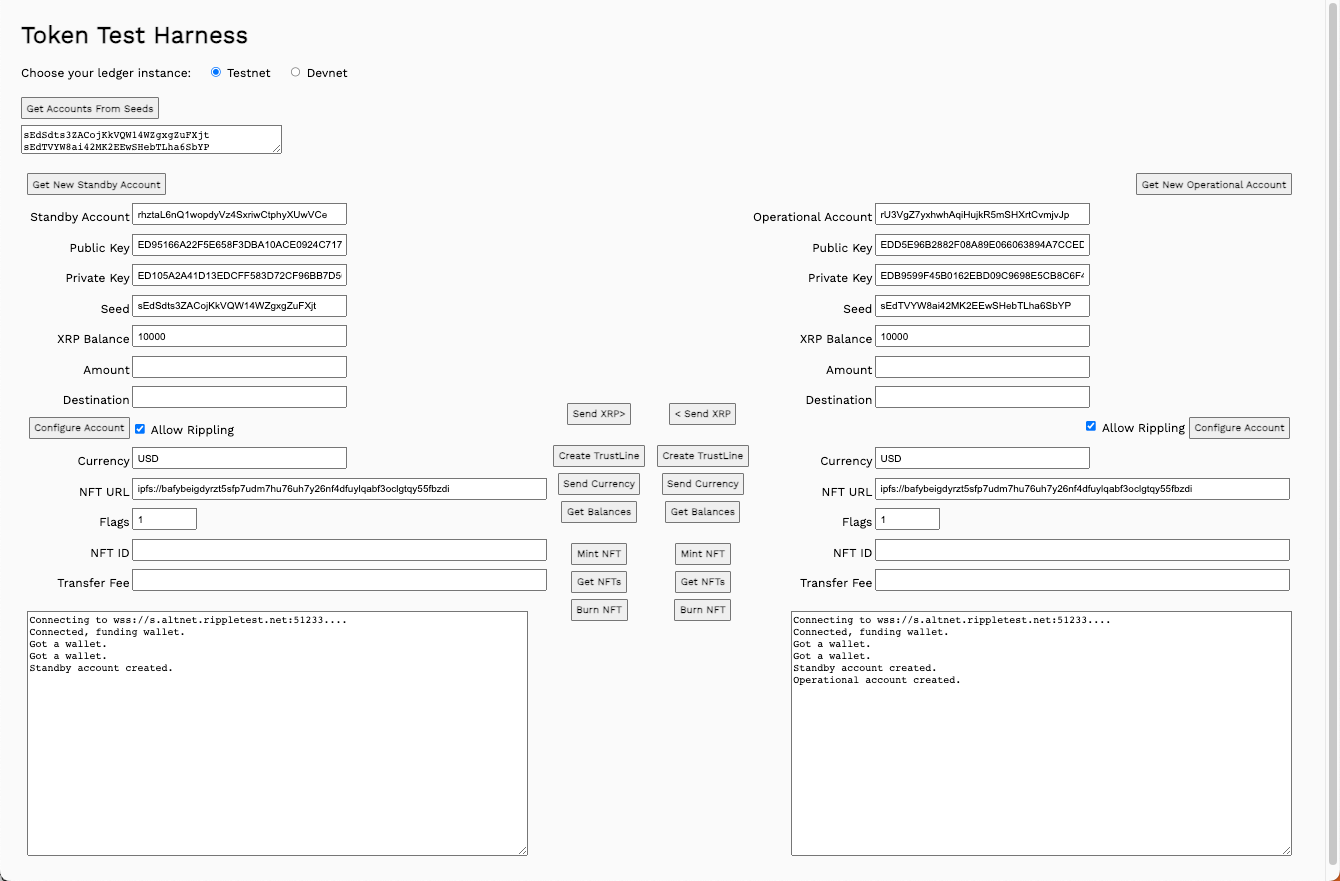 Token Test Harness
Choose your ledger instance: Testnet Devnet
Get Accounts From Seeds
sEdSdts3ZACojKkVQW14WZgxgZuFXjt
sEdTVYW8ai42MK2EEwSHebTLha6SbYP
Get New Standby Account
Get New Operational Account
Standby Account rhztaL6nQ1wopdyVz4SxriwCtphyXUwVCe
Operational Account rU3VgZ7yxhwhAqiHujkR5mSHXrtCvmjvJp
Public Key ED95166A22F5E658F3DBA10ACE0924C717
Public Key EDD5E96B2882F08A89E066063894A7CCED
Private Key ED105A2A41D13EDCFF583D72CF96BB7D5
Private Key EDB9599F45B0162EBD09C9698E5CB8C6F4
Seed sEdSdts3ZACojKkVQW14WZgxgZuFXjt
Seed sEdTVYW8ai42MK2EEwSHebTLha6SbYP
XRP Balance 10000
XRP Balance 10000
Amount
Amount
Destination
Destination
Send XRP>
< Send XRP
Configure Account Allow Rippling
Allow Rippling Configure Account
Currency USD
Create TrustLine
Create TrustLine
Currency USD
NFT URL ipfs://bafybeigdyrzt5sfp7udm7hu76uh7y26nf4dfuylqabf3oclgtqy55fbzdi
Send Currency
Send Currency
NFT URL ipfs://bafybeigdyrzt5sfp7udm7hu76uh7y26nf4dfuylqabf3oclgtqy55fbzdi
Flags 1
Get Balances
Get Balances
Flags 1
NFT ID
Mint NFT
Mint NFT
NFT ID
Transfer Fee
Get NFTs
Get NFTs
Transfer Fee
Burn NFT
Burn NFT
Connecting to wss://s.altnet.rippletest.net:51233....
Connected, funding wallet.
Got a wallet.
Got a wallet.
Standby account created.
Connecting to wss://s.altnet.rippletest.net:51233....
Connected, funding wallet.
Got a wallet.
Got a wallet.
Standby account created.
Operational account created.